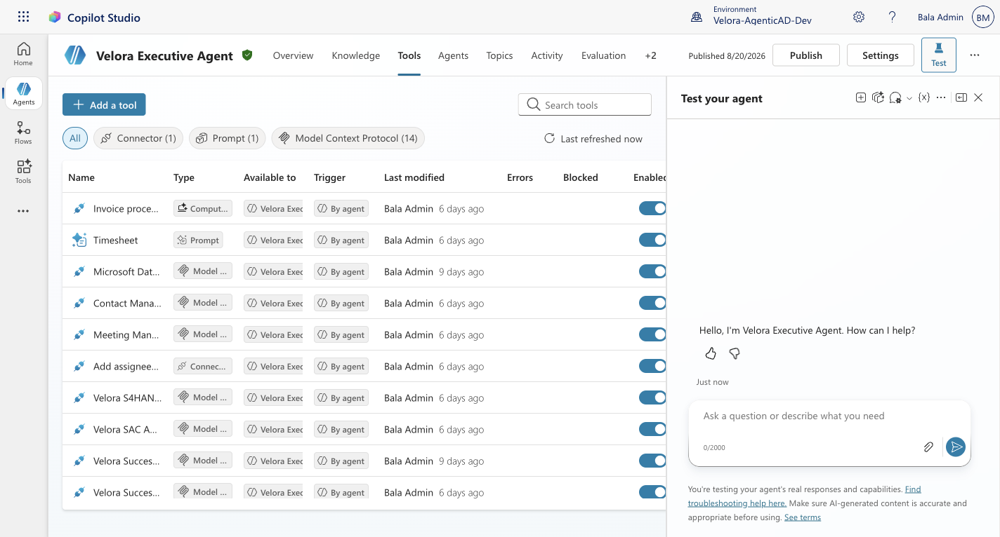 Copilot Studio
Environment
Velora-AgenticAD-Dev
Bala Admin
BM
Home
Agents
Flows
Tools
Velora Executive Agent
Overview
Knowledge
Tools
Agents
Topics
Activity
Evaluation
+2
Published 8/20/2026
Publish
Settings
Test
Add a tool
Search tools
All
Connector (1)
Prompt (1)
Model Context Protocol (14)
Last refreshed now
Name Type Available to Trigger Last modified Errors Blocked Enabled
Invoice proce... Comput... Velora Exec By agent Bala Admin 6 days ago
Timesheet Prompt Velora Exec By agent Bala Admin 6 days ago
Microsoft Dat... Model ... Velora Exec By agent Bala Admin 9 days ago
Contact Mana... Model ... Velora Exec By agent Bala Admin 6 days ago
Meeting Man... Model ... Velora Exec By agent Bala Admin 6 days ago
Add assignee... Connec... Velora Exec By agent Bala Admin 6 days ago
Velora S4HAN... Model ... Velora Exec By agent Bala Admin 6 days ago
Velora SAC A... Model ... Velora Exec By agent Bala Admin 6 days ago
Velora Succes... Model ... Velora Exec By agent Bala Admin 9 days ago
Velora Succes... Model ... Velora Exec By agent Bala Admin 6 days ago
Test your agent
{x}
Hello, I'm Velora Executive Agent. How can I help?
Just now
Ask a question or describe what you need
0/2000
You're testing your agent's real responses and capabilities. Find
troubleshooting help here. Make sure AI-generated content is accurate and
appropriate before using. See terms